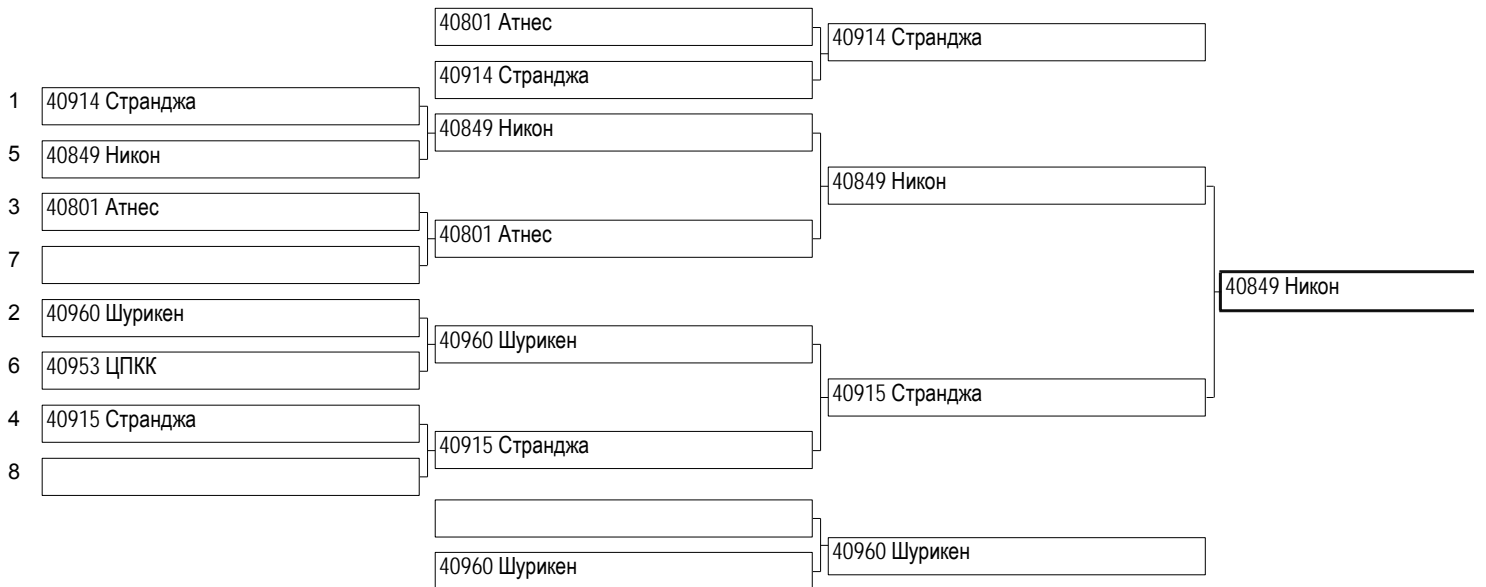 40801 Атнес
40914 Странджа
40914 Странджа
1 40914 Странджа
40849 Никон
5 40849 Никон
40849 Никон
3 40801 Атнес
40801 Атнес
7
40849 Никон
2 40960 Шурикен
40960 Шурикен
6 40953 ЦПКК
40915 Странджа
4 40915 Странджа
40915 Странджа
8
40960 Шурикен
40960 Шурикен